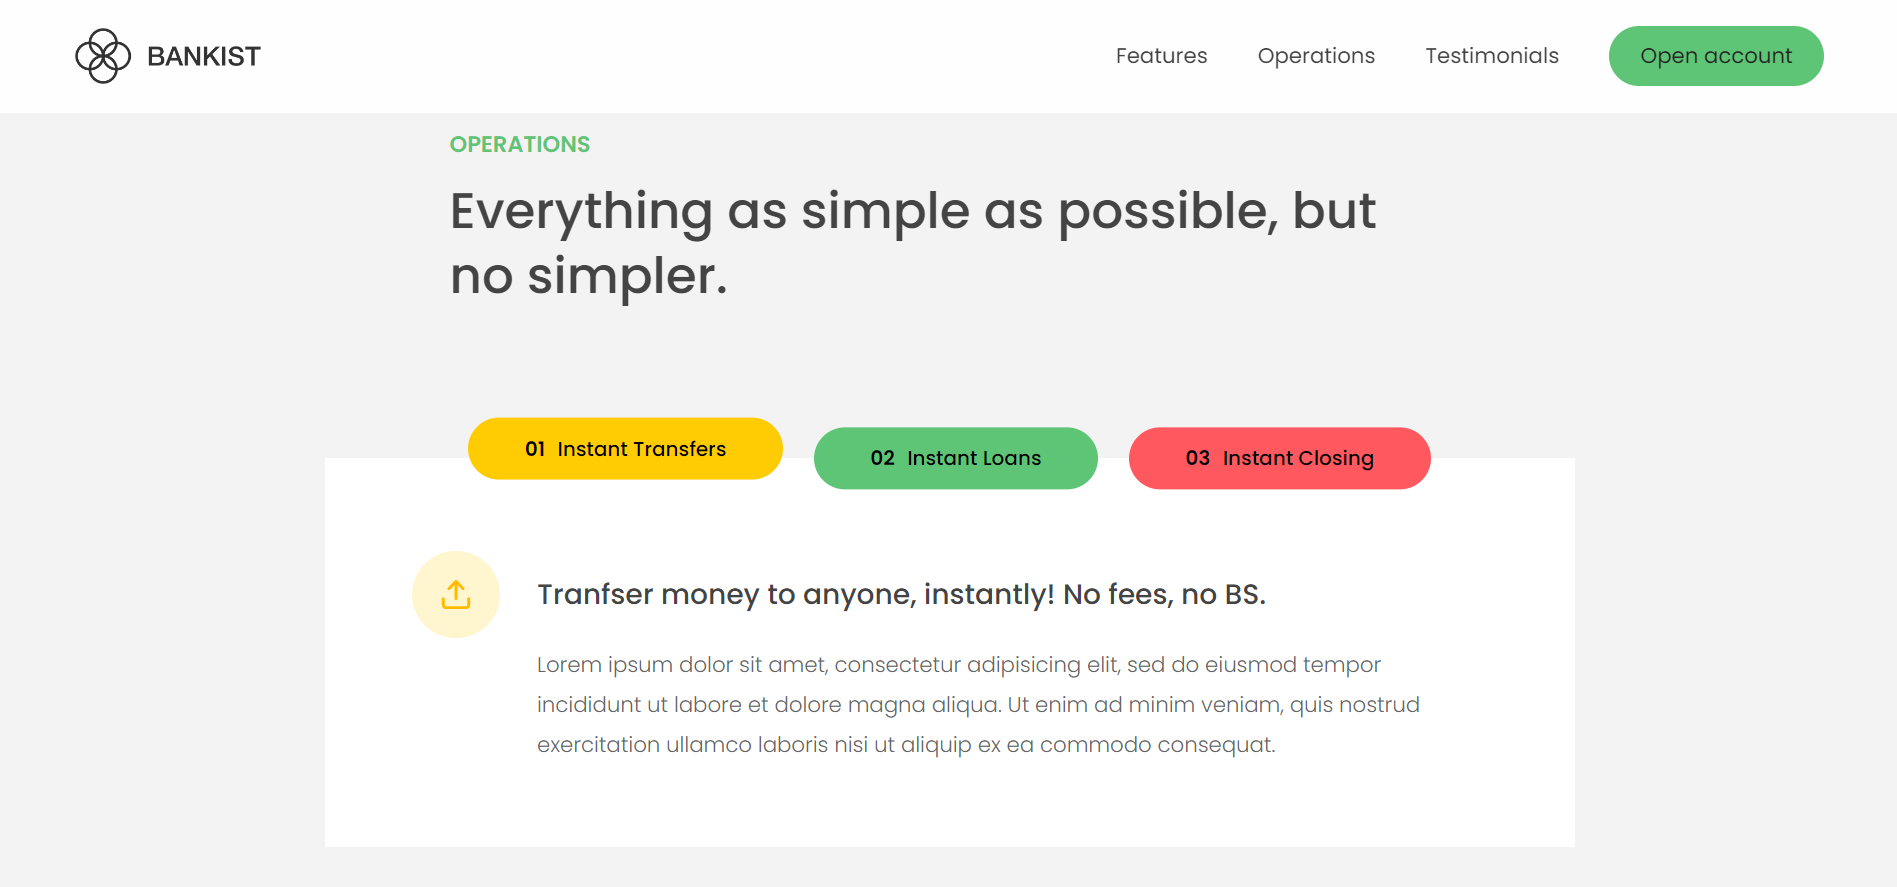 BANKIST
Features
Operations
Testimonials
Open account
OPERATIONS
Everything as simple as possible, but
no simpler.
01 Instant Transfers
02 Instant Loans
03 Instant Closing
Tranfser money to anyone, instantly! No fees, no BS.
Lorem ipsum dolor sit amet, consectetur adipisicing elit, sed do eiusmod tempor
incididunt ut labore et dolore magna aliqua. Ut enim ad minim veniam, quis nostrud
exercitation ullamco laboris nisi ut aliquip ex ea commodo consequat.